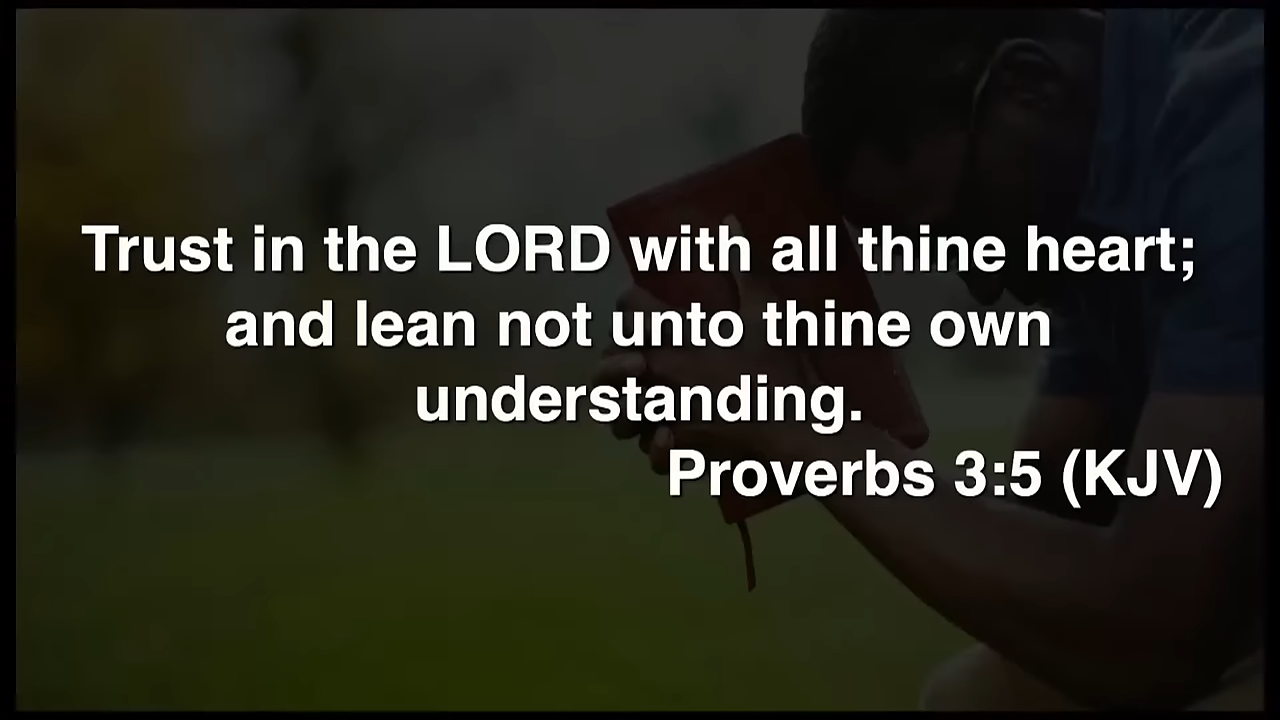 Trust in the LORD with all thine heart;
and lean not unto thine own
understanding.
Proverbs 3:5 (KJV)